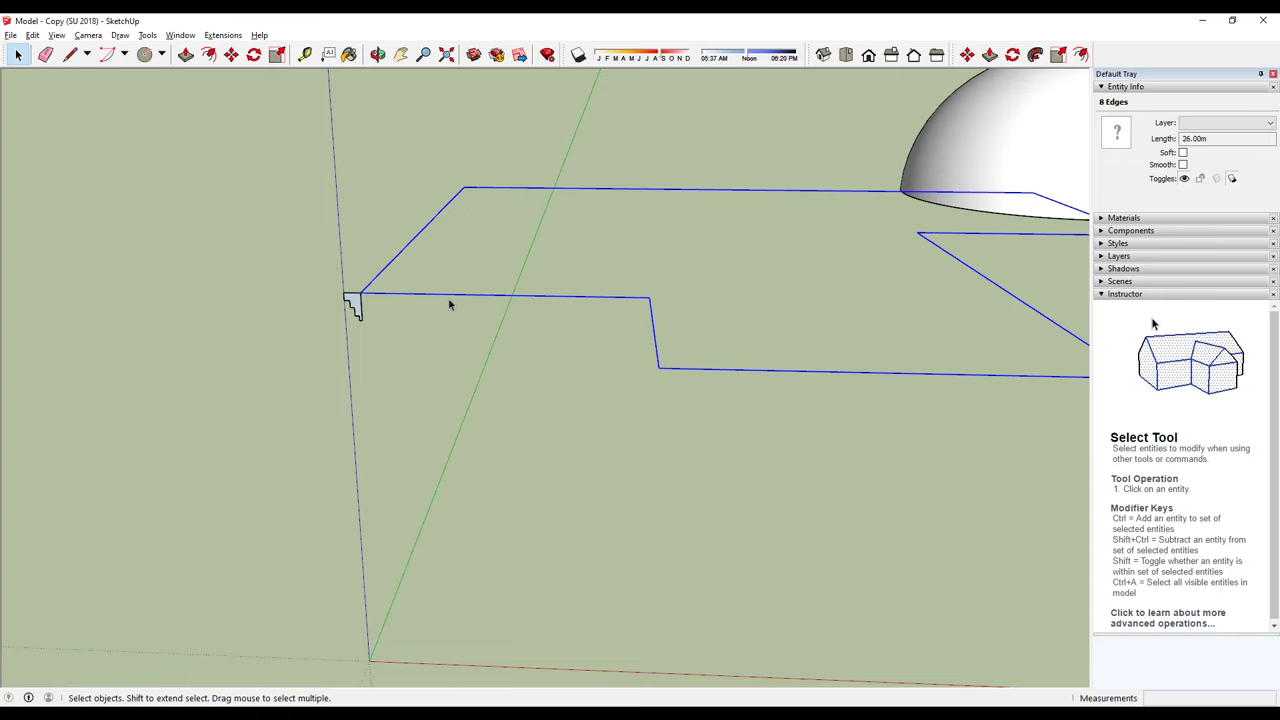 Model - Copy (SU 2018) - SketchUp
File Edit View Camera Draw Tools Window Extensions Help
J F M A M J J A S O N D
05:37 AM Noon 06:20 PM
Default Tray
Entity Info
8 Edges
Layer:
?
Length: 26.00m
Soft:
Smooth:
Toggles:
Materials
Components
Styles
Layers
Shadows
Scenes
Instructor
Select Tool
Select entities to modify when using
other tools or commands.
Tool Operation
1. Click on an entity.
Modifier Keys
Ctrl = Add an entity to set of
selected entities
Shift+Ctrl = Subtract an entity from
set of selected entities
Shift = Toggle whether an entity is
within set of selected entities
Ctrl+A = Select all visible entities in
model
Click to learn about more
advanced operations...
Select objects. Shift to extend select. Drag mouse to select multiple.
Measurements